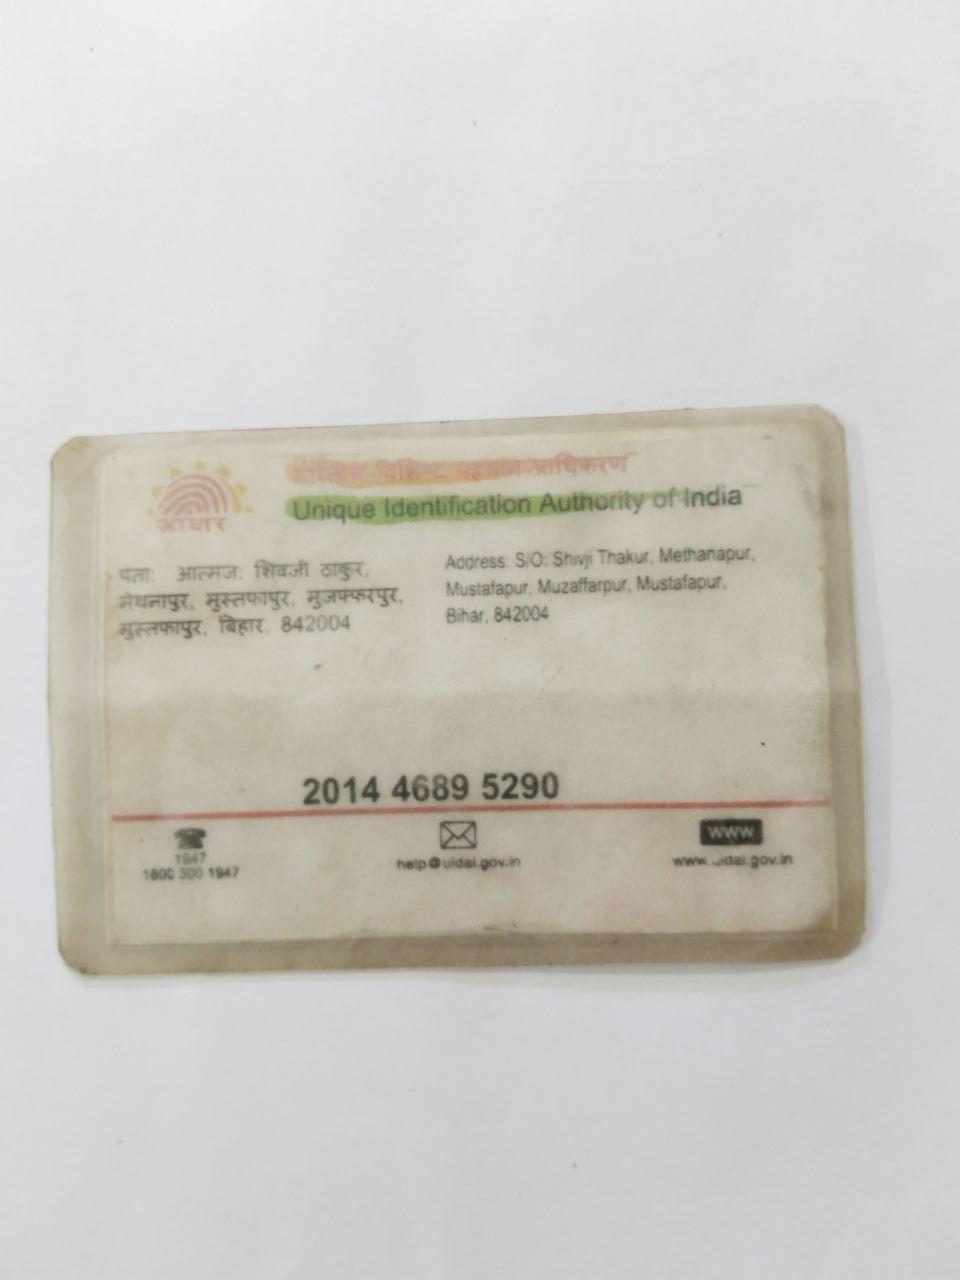 आधार
भारतीय विशिष्ट पहचान प्राधिकरण
Unique Identification Authority of India
पता: आत्मज: शिवजी ठाकुर,
मेथनापुर, मुस्तफापुर, मुजफ्फरपुर,
मुस्तफापुर, बिहार, 842004
Address: S/O: Shivji Thakur, Methanapur,
Mustafapur, Muzaffarpur, Mustafapur,
Bihar, 842004
2014 4689 5290
1947
1800 300 1947
help@uidai.gov.in
www
www.uidai.gov.in